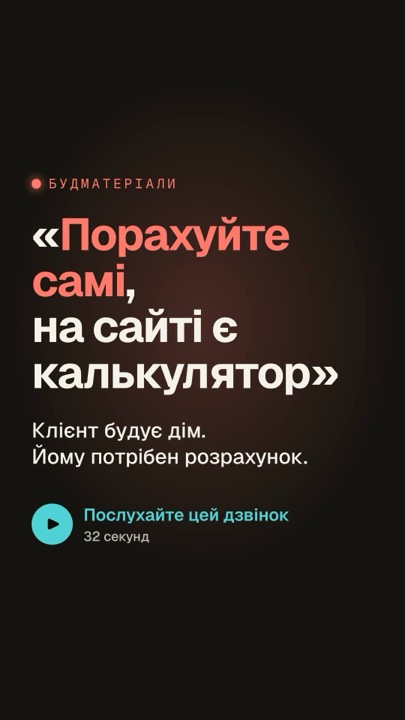 БУДМАТЕРІАЛИ
«Порахуйте
самі,
на сайті є
калькулятор»
Клієнт будує дім.
Йому потрібен розрахунок.
Послухайте цей дзвінок
32 секунд